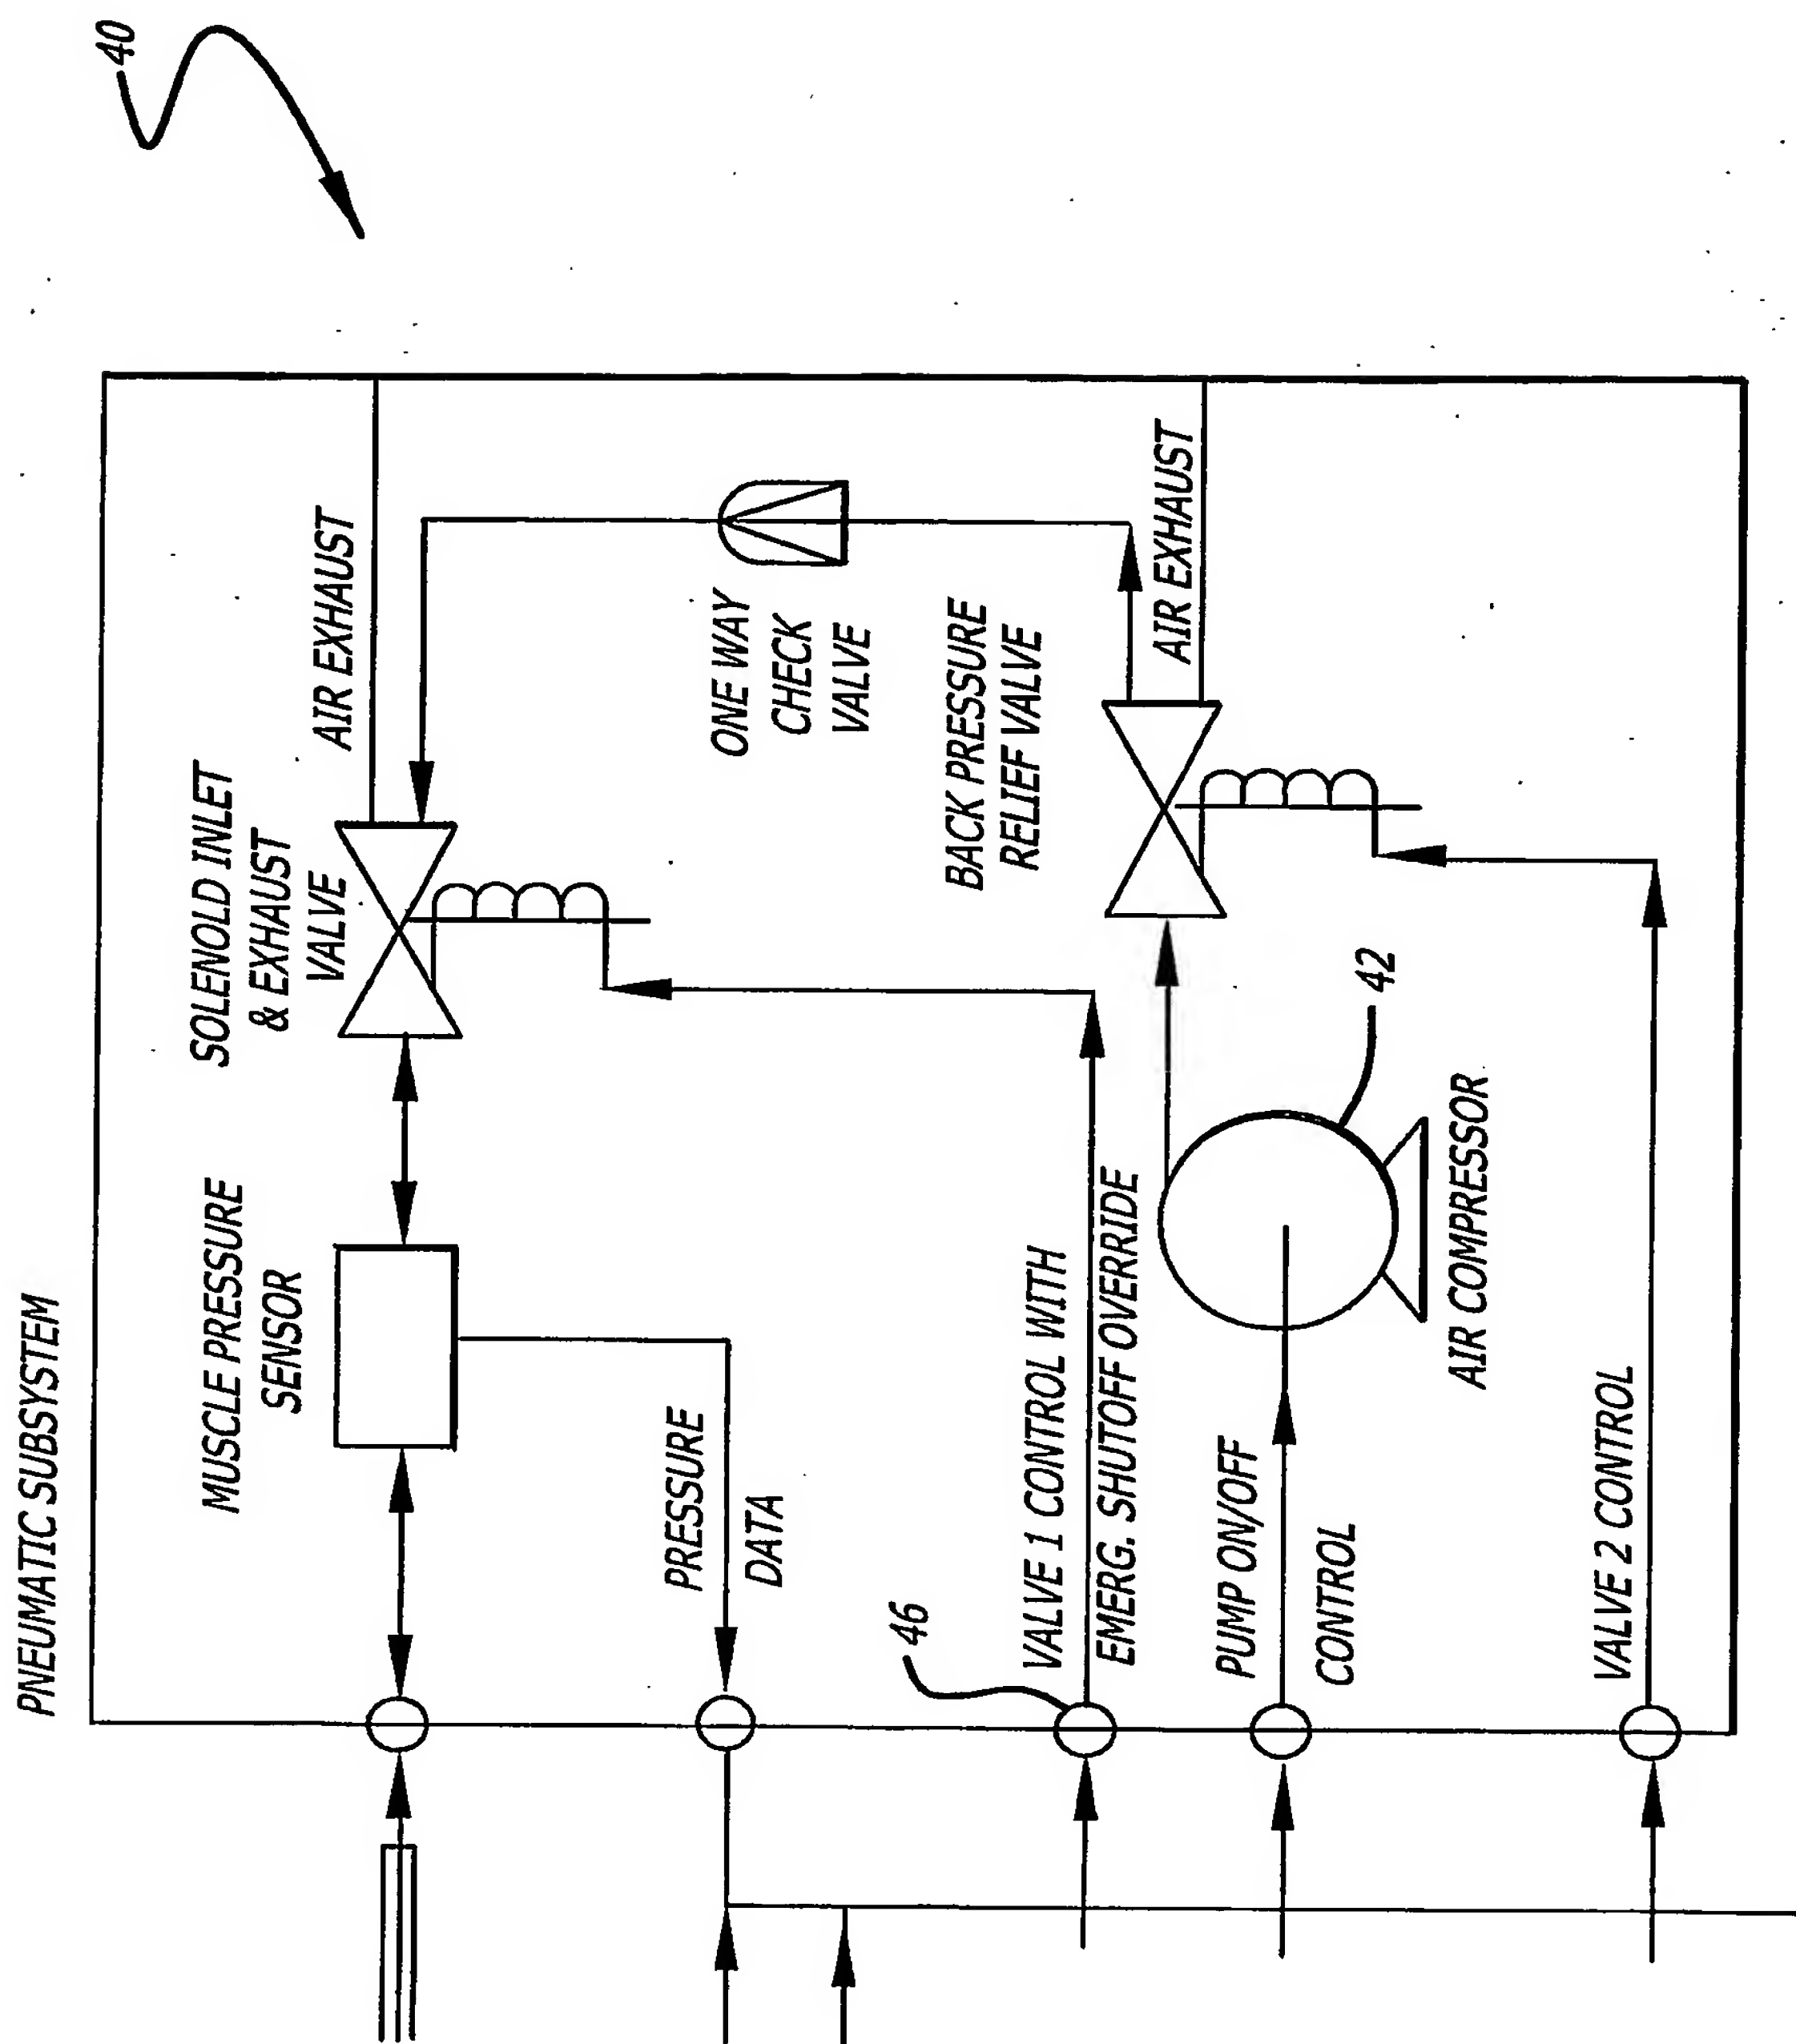 PNEUMATIC SUBSYSTEM
40
MUSCLE PRESSURE
SENSOR
SOLENOLD INLET
& EXHAUST
VALVE
AIR EXHAUST
PRESSURE
DATA
ONE WAY
CHECK
VALVE
46
VALVE 1 CONTROL WITH
EMERG. SHUTOFF OVERRIDE
BACK PRESSURE
RELIEF VALVE
AIR EXHAUST
PUMP ON/OFF
CONTROL
42
AIR COMPRESSOR
VALVE 2 CONTROL